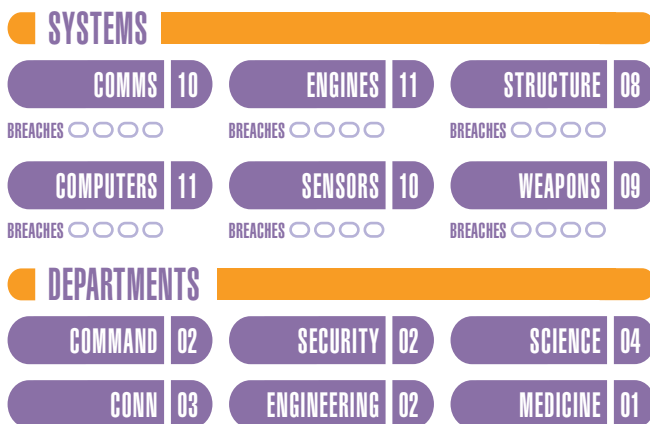 SYSTEMS
COMMS 10 ENGINES 11 STRUCTURE 08
BREACHES BREACHES BREACHES
COMPUTERS 11 SENSORS 10 WEAPONS 09
BREACHES BREACHES BREACHES
DEPARTMENTS
COMMAND 02 SECURITY 02 SCIENCE 04
CONN 03 ENGINEERING 02 MEDICINE 01